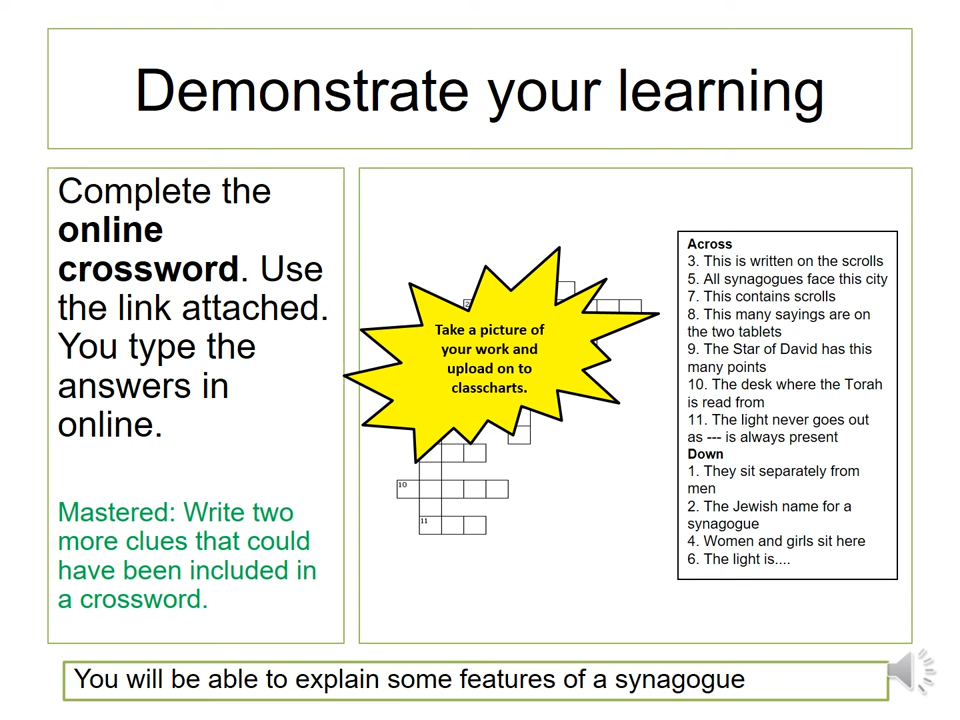 Demonstrate your learning
Complete the
online
crossword. Use
the link attached.
You type the
answers in
online.
Mastered: Write two
more clues that could
have been included in
a crossword.
Take a picture of
your work and
upload on to
classcharts.
2
10
11
Across
3. This is written on the scrolls
5. All synagogues face this city
7. This contains scrolls
8. This many sayings are on
the two tablets
9. The Star of David has this
many points
10. The desk where the Torah
is read from
11. The light never goes out
as --- is always present
Down
1. They sit separately from
men
2. The Jewish name for a
synagogue
4. Women and girls sit here
6. The light is....
You will be able to explain some features of a synagogue